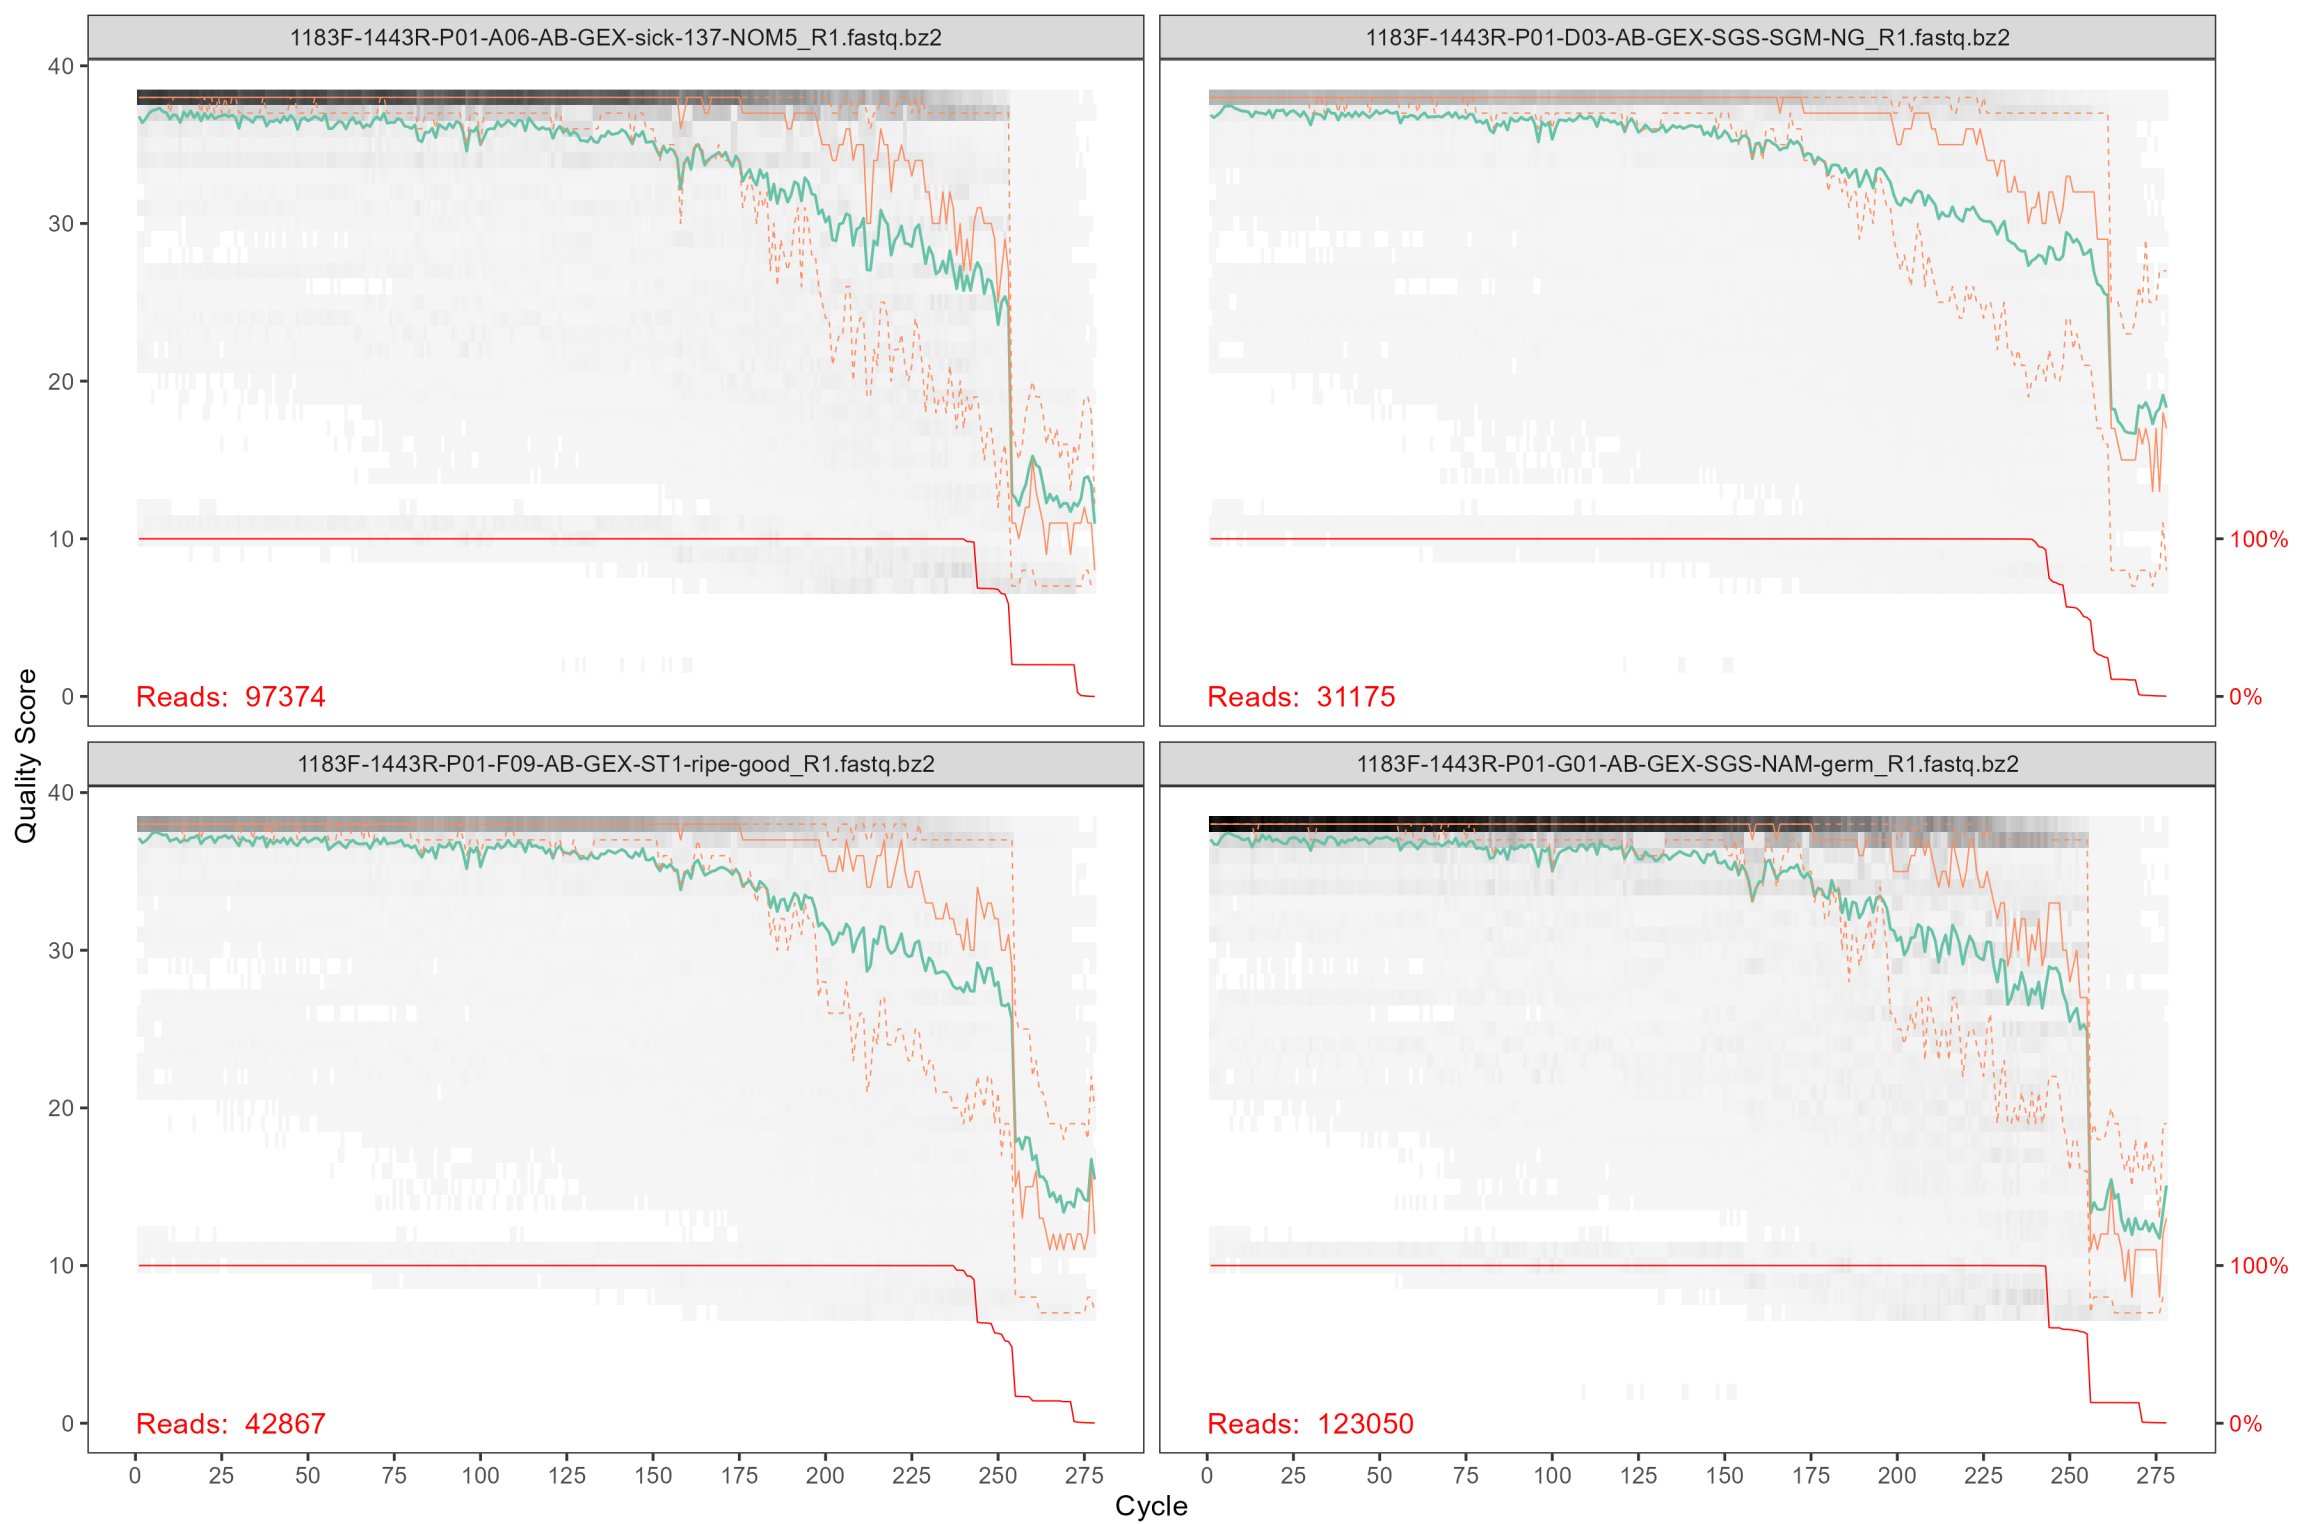 1183F-1443R-P01-A06-AB-GEX-sick-137-NOM5_R1.fastq.bz2
1183F-1443R-P01-D03-AB-GEX-SGS-SGM-NG_R1.fastq.bz2
40
30
20
10
0
Reads: 97374
Reads: 31175
100%
0%
Quality Score
1183F-1443R-P01-F09-AB-GEX-ST1-ripe-good_R1.fastq.bz2
1183F-1443R-P01-G01-AB-GEX-SGS-NAM-germ_R1.fastq.bz2
40
30
20
10
0
Reads: 42867
Reads: 123050
100%
0%
0 25 50 75 100 125 150 175 200 225 250 275
0 25 50 75 100 125 150 175 200 225 250 275
Cycle